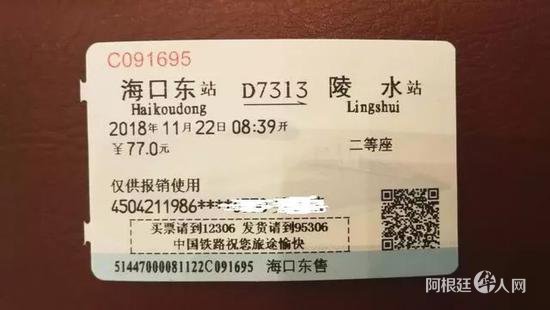 C091695
海口东站 D7313 陵水站
Haikoudong Lingshui
2018年11月22日08:39开
￥77.0元 二等座
仅供报销使用
4504211986****
买票请到12306 发货请到95306
中国铁路祝您旅途愉快
51447000081122C091695 海口东售
阿根廷华人网